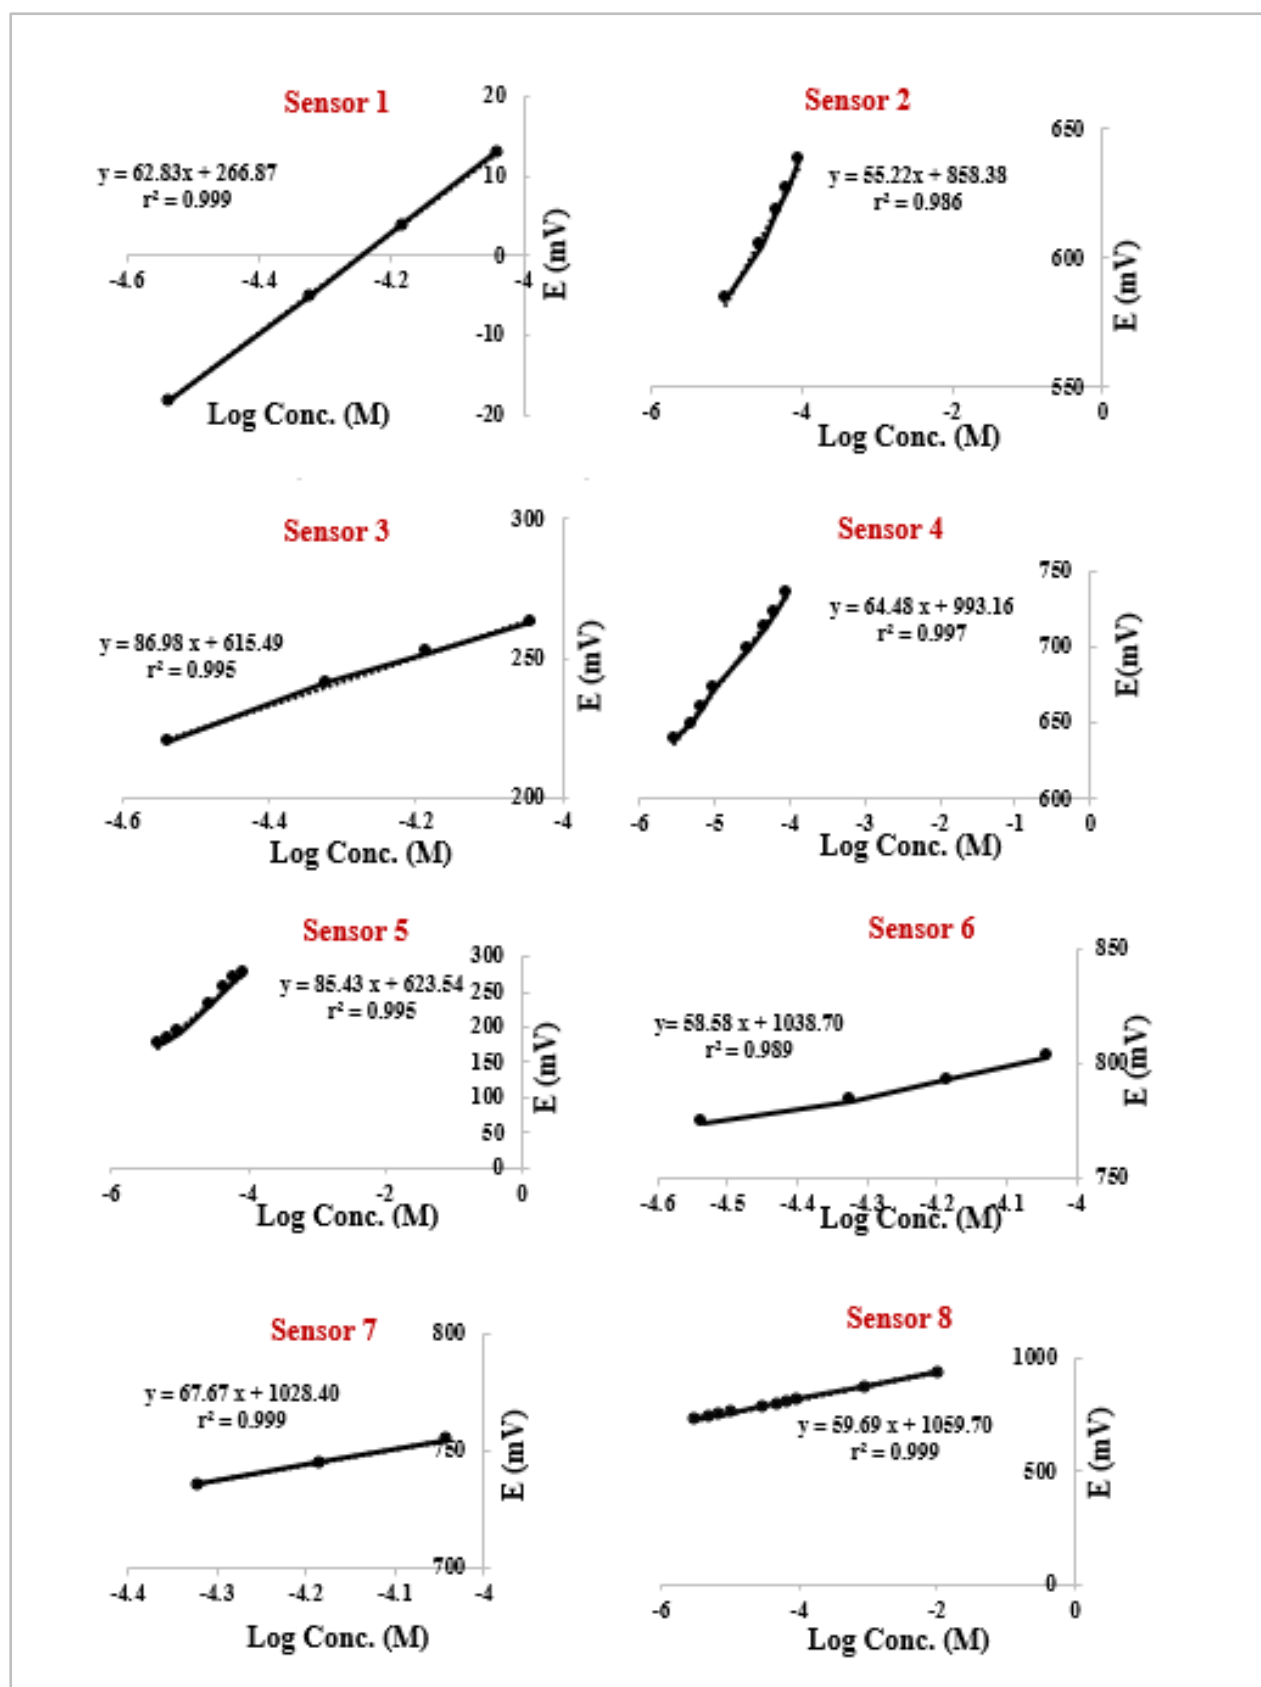 Sensor 1
y = 62.83x + 266.87
r² = 0.999
20
10
0
-10
-20
-4.6
-4.4
-4.2
-4
E (mV)
Log Conc. (M)
Sensor 2
y = 55.22x + 858.38
r² = 0.986
650
600
550
-6
-4
-2
0
E (mV)
Log Conc. (M)
Sensor 3
y = 86.98 x + 615.49
r² = 0.995
300
250
200
-4.6
-4.4
-4.2
-4
E (mV)
Log Conc. (M)
Sensor 4
y = 64.48 x + 993.16
r² = 0.997
750
700
650
600
-6
-5
-4
-3
-2
-1
0
E(mV)
Log Conc. (M)
Sensor 5
y = 85.43 x + 623.54
r² = 0.995
300
250
200
150
100
50
0
-6
-4
-2
0
E (mV)
Log Conc. (M)
Sensor 6
y= 58.58 x + 1038.70
r² = 0.989
850
800
750
-4.6
-4.5
-4.4
-4.3
-4.2
-4.1
-4
E (mV)
Log Conc. (M)
Sensor 7
y = 67.67 x + 1028.40
r² = 0.999
800
750
700
-4.4
-4.3
-4.2
-4.1
-4
E (mV)
Log Conc. (M)
Sensor 8
y = 59.69 x + 1059.70
r² = 0.999
1000
500
0
-6
-4
-2
0
E (mV)
Log Conc. (M)